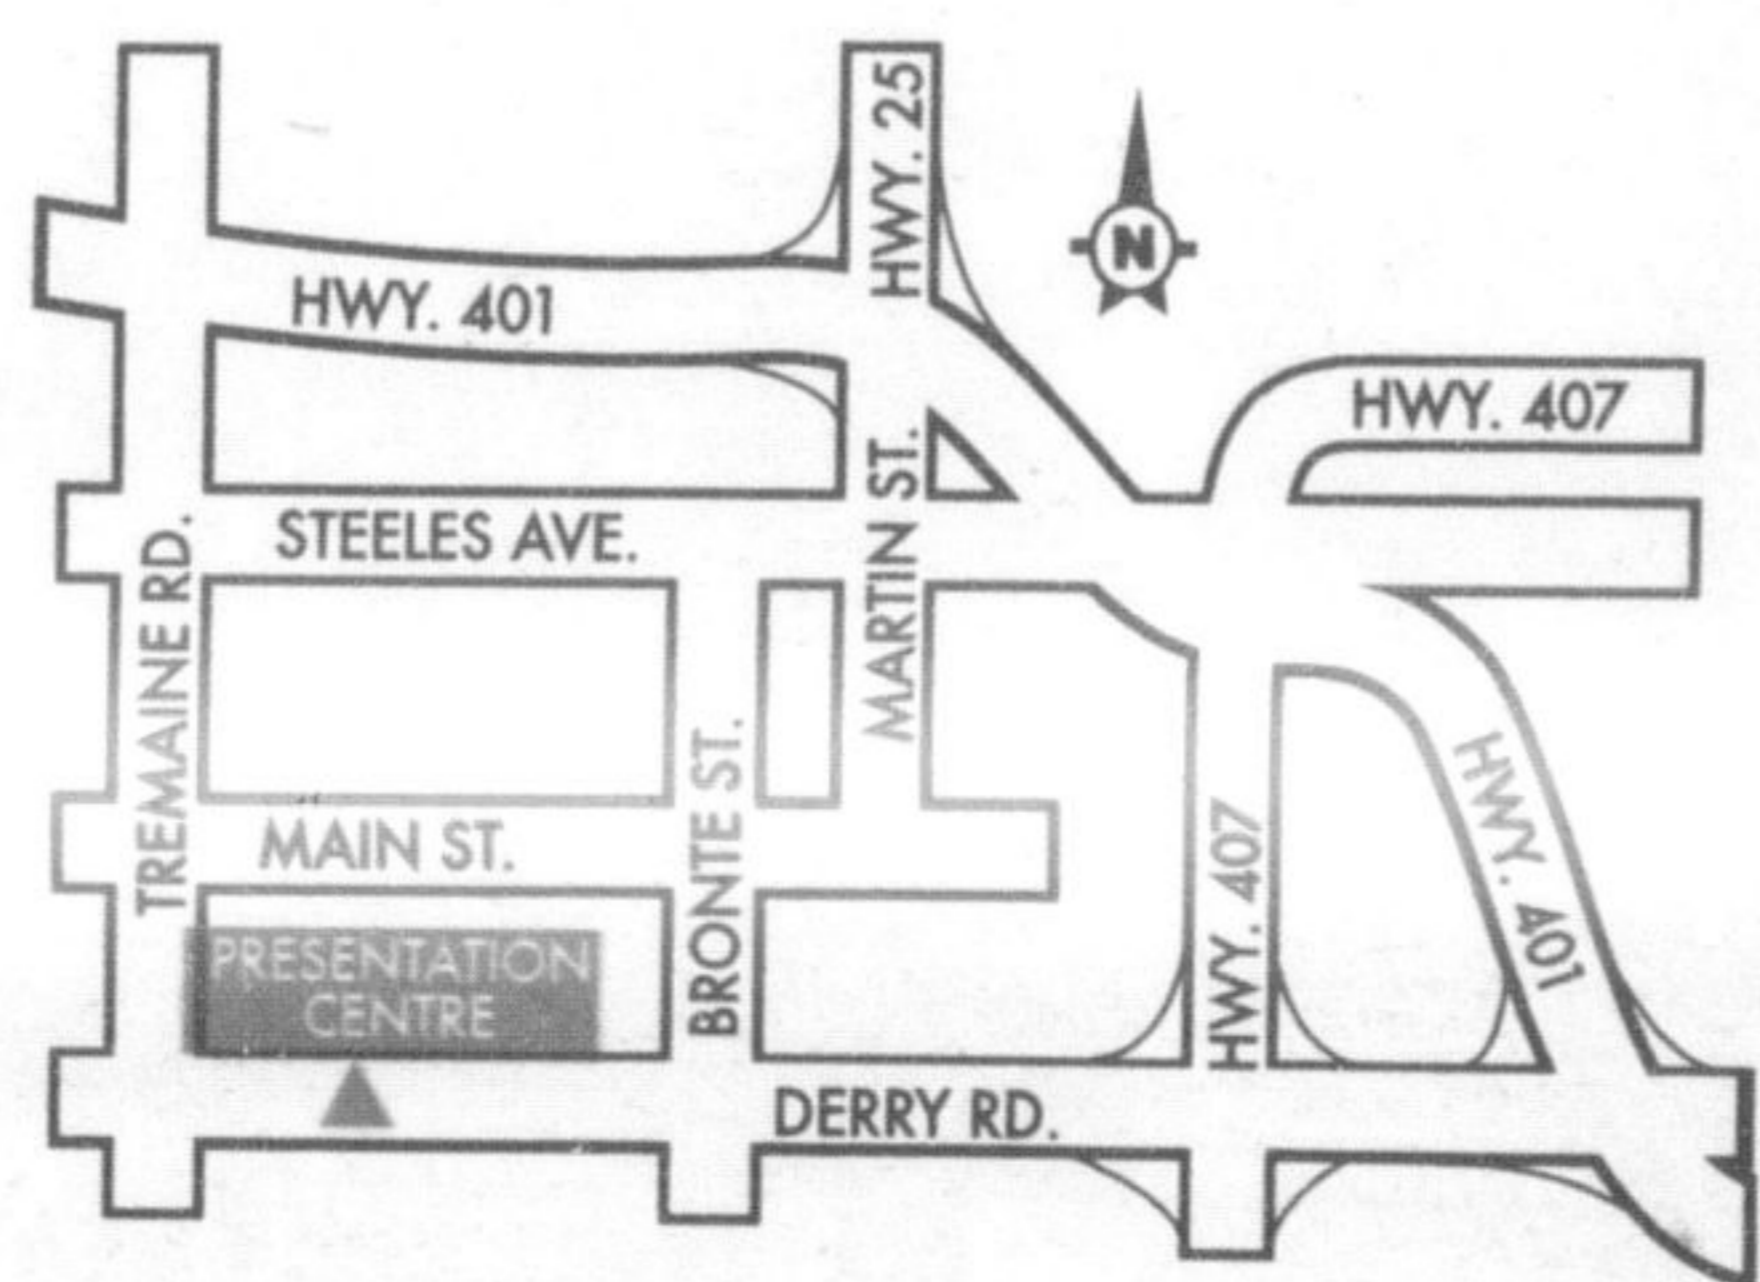 HWY. 25
N
HWY. 401
HWY. 407
MARTIN ST.
STEELES AVE.
TREMAINE RD.
BRONTE ST.
MAIN ST.
HWY. 401
HWY. 407
PRESENTATION
CENTRE
DERRY RD.